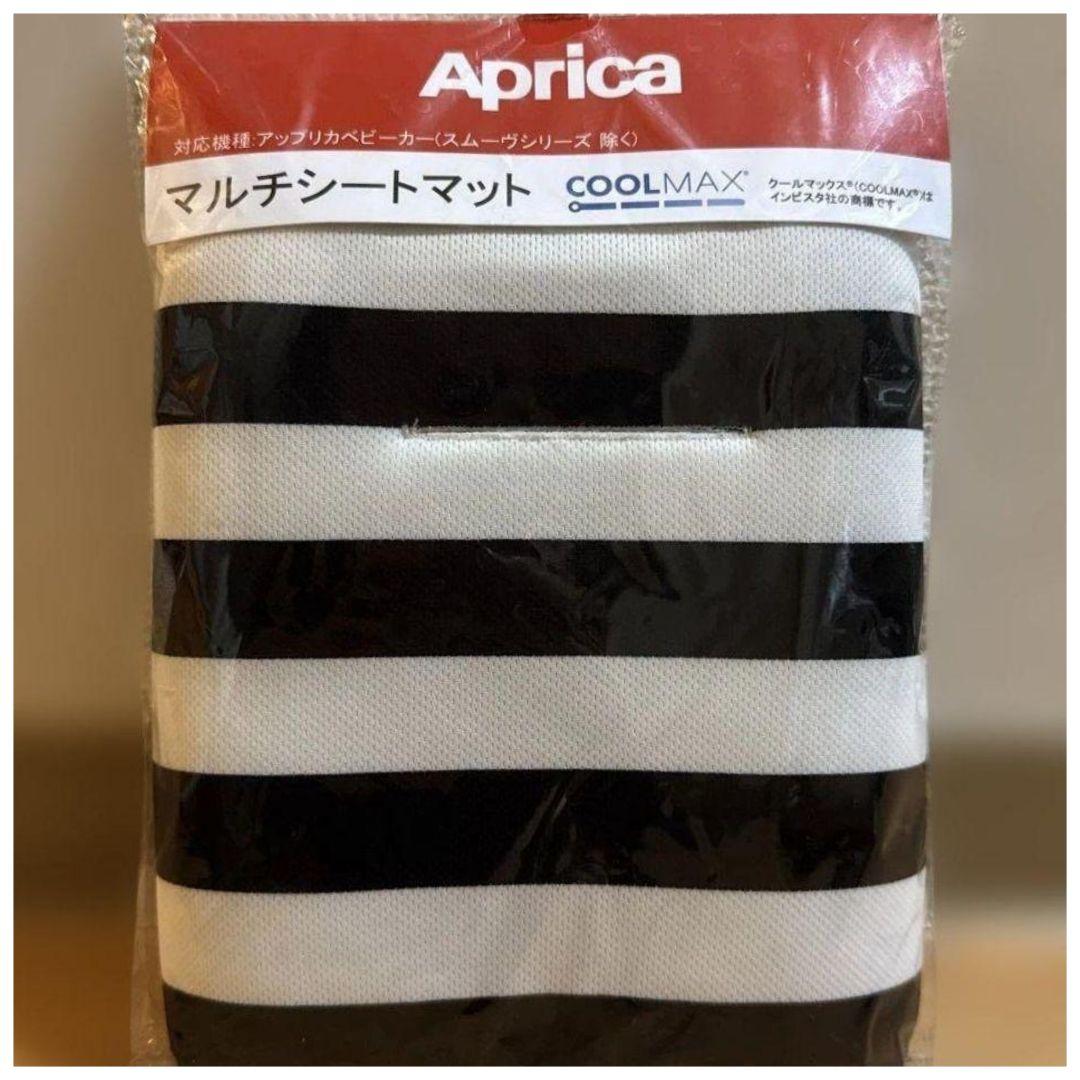 Aprica
対応機種:アップリカベビーカー(スムーヴシリーズ 除く)
マルチシートマット
COOLMAX®
クールマックス®(COOLMAX®)は
インビスタ社の商標です。